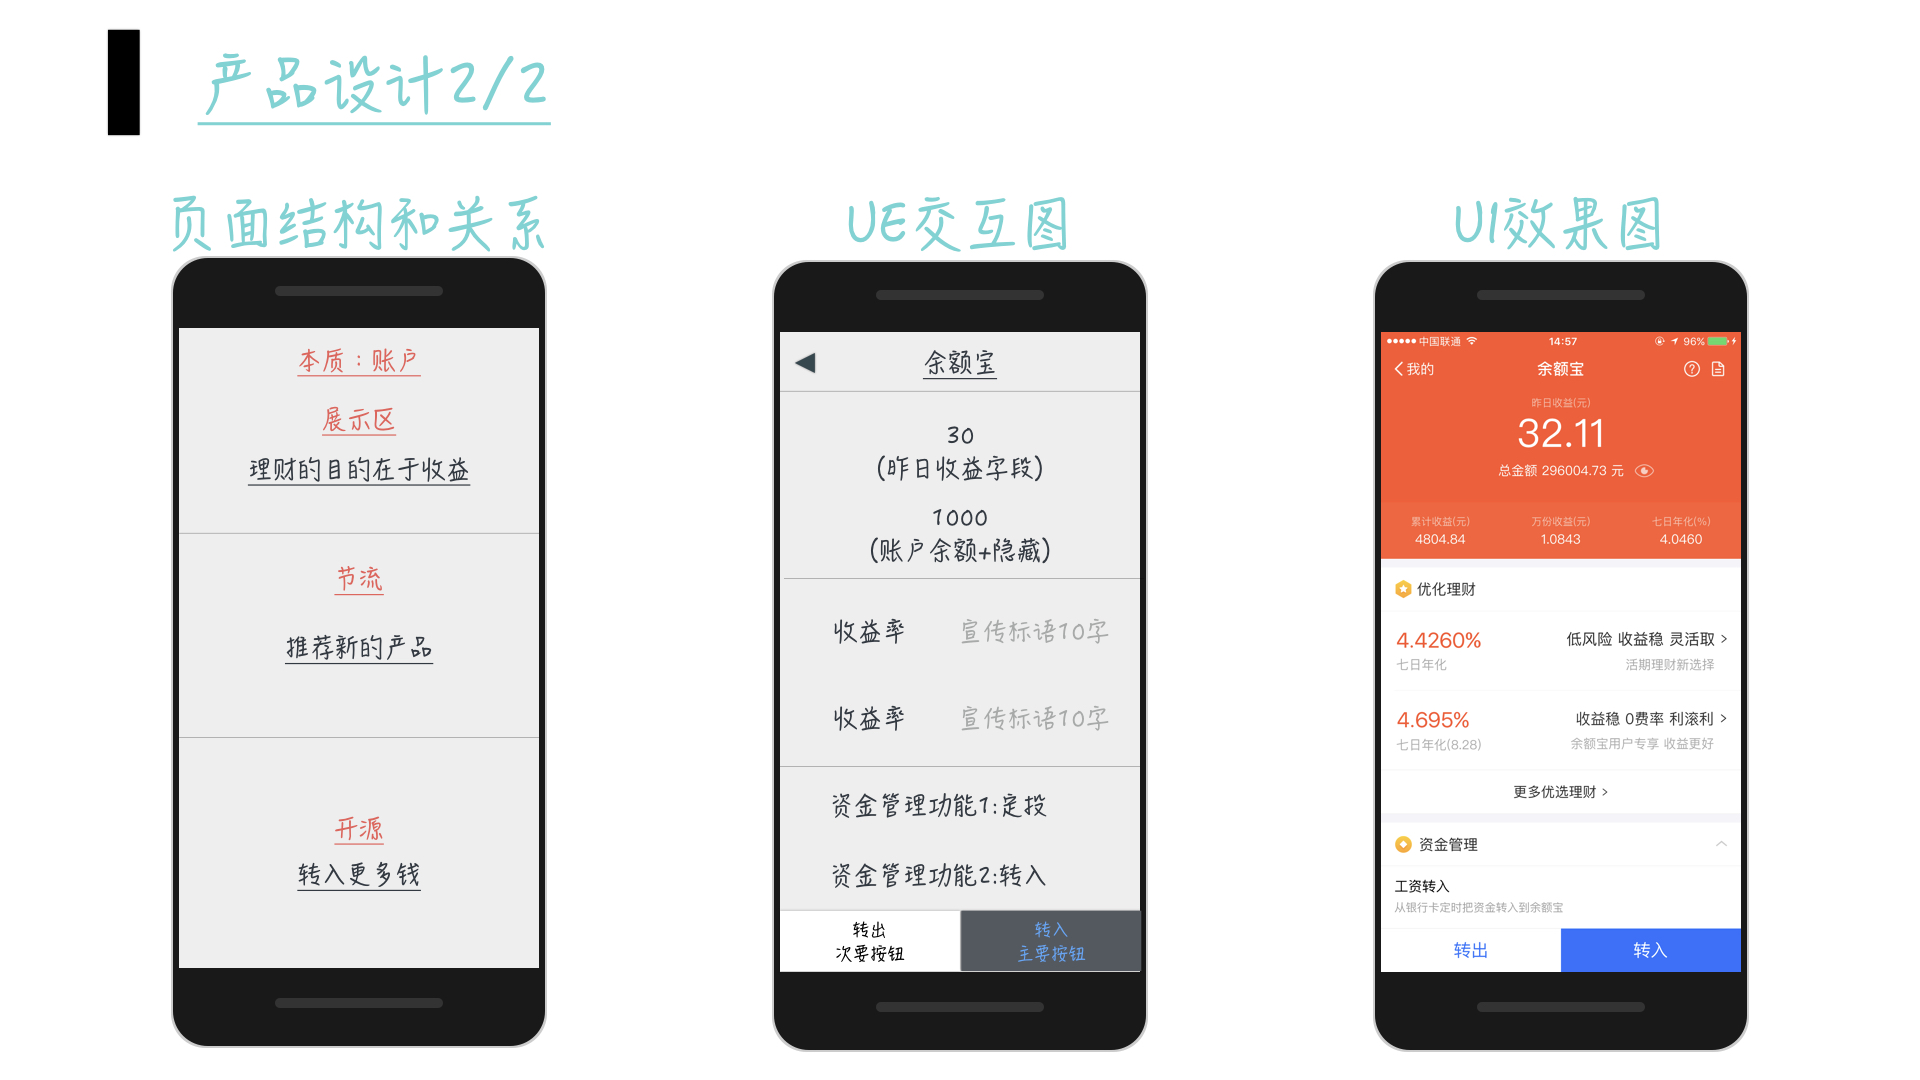 产品设计2/2
页面结构和关系
本质：账户
展示区
理财的目的在于收益
节流
推荐新的产品
开源
转入更多钱
UE交互图
余额宝
30
(昨日收益字段)
1000
(账户余额+隐藏)
收益率 宣传标语10字
收益率 宣传标语10字
资金管理功能1:定投
资金管理功能2:转入
转出 转入
次要按钮 主要按钮
UI效果图
中国联通 14:57 96%
我的 余额宝
昨日收益(元)
32.11
总金额 296004.73 元
累计收益(元) 万份收益(元) 七日年化(%)
4804.84 1.0843 4.0460
优化理财
4.4260% 低风险 收益稳 灵活取 >
七日年化 活期理财新选择
4.695% 收益稳 0费率 利滚利 >
七日年化(8.28) 余额宝用户专享 收益更好
更多优选理财 >
资金管理
工资转入
从银行卡定时把资金转入到余额宝
转出 转入